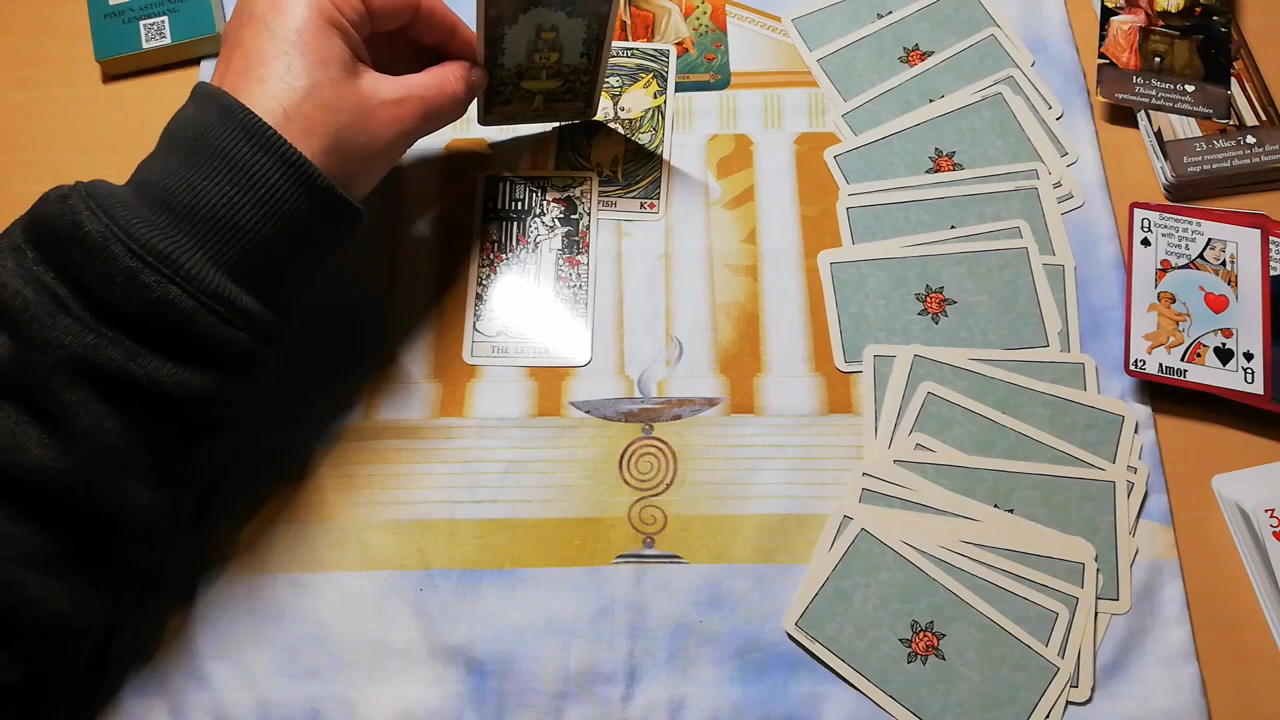 PIXIE'S ASTOUNDING
LENORMAND
XXXIV
FISH K♦
THE LETTER
16 - Stars 6♥
Think positively,
optimism halves difficulties
23 - Mice 7♣
Error recognition is the first
step to avoid them in future
Q
Someone is
looking at you
with great
love &
longing
42 Amor
Q
3